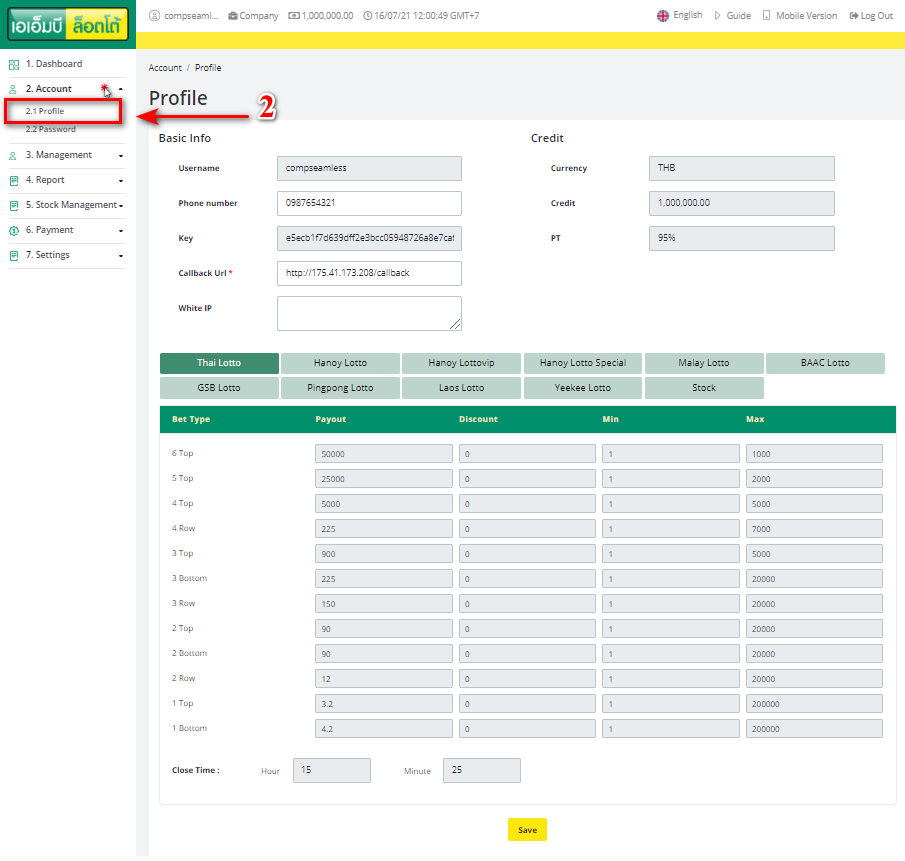 เอเอ็มบี ล็อตโต้
compseaml... Company 1,000,000.00 16/07/21 12:00:49 GMT+7 English Guide Mobile Version Log Out
1. Dashboard
2. Account
2.1 Profile
2.2 Password
3. Management
4. Report
5. Stock Management
6. Payment
7. Settings
2
Account / Profile
Profile
Basic Info
Username compseamless
Phone number 0987654321
Key e5ecb1f7d639dff2e3bcc05948726a8e7cat
Callback Url * http://175.41.173.208/callback
White IP
Credit
Currency THB
Credit 1,000,000.00
PT 95%
Thai Lotto Hanoy Lotto Hanoy Lottovip Hanoy Lotto Special Malay Lotto BAAC Lotto
GSB Lotto Pingpong Lotto Laos Lotto Yeekee Lotto Stock
Bet Type Payout Discount Min Max
6 Top 50000 0 1 1000
5 Top 25000 0 1 2000
4 Top 5000 0 1 5000
4 Row 225 0 1 7000
3 Top 900 0 1 5000
3 Bottom 225 0 1 20000
3 Row 150 0 1 20000
2 Top 90 0 1 20000
2 Bottom 90 0 1 20000
2 Row 12 0 1 20000
1 Top 3.2 0 1 200000
1 Bottom 4.2 0 1 200000
Close Time : Hour 15 Minute 25
Save